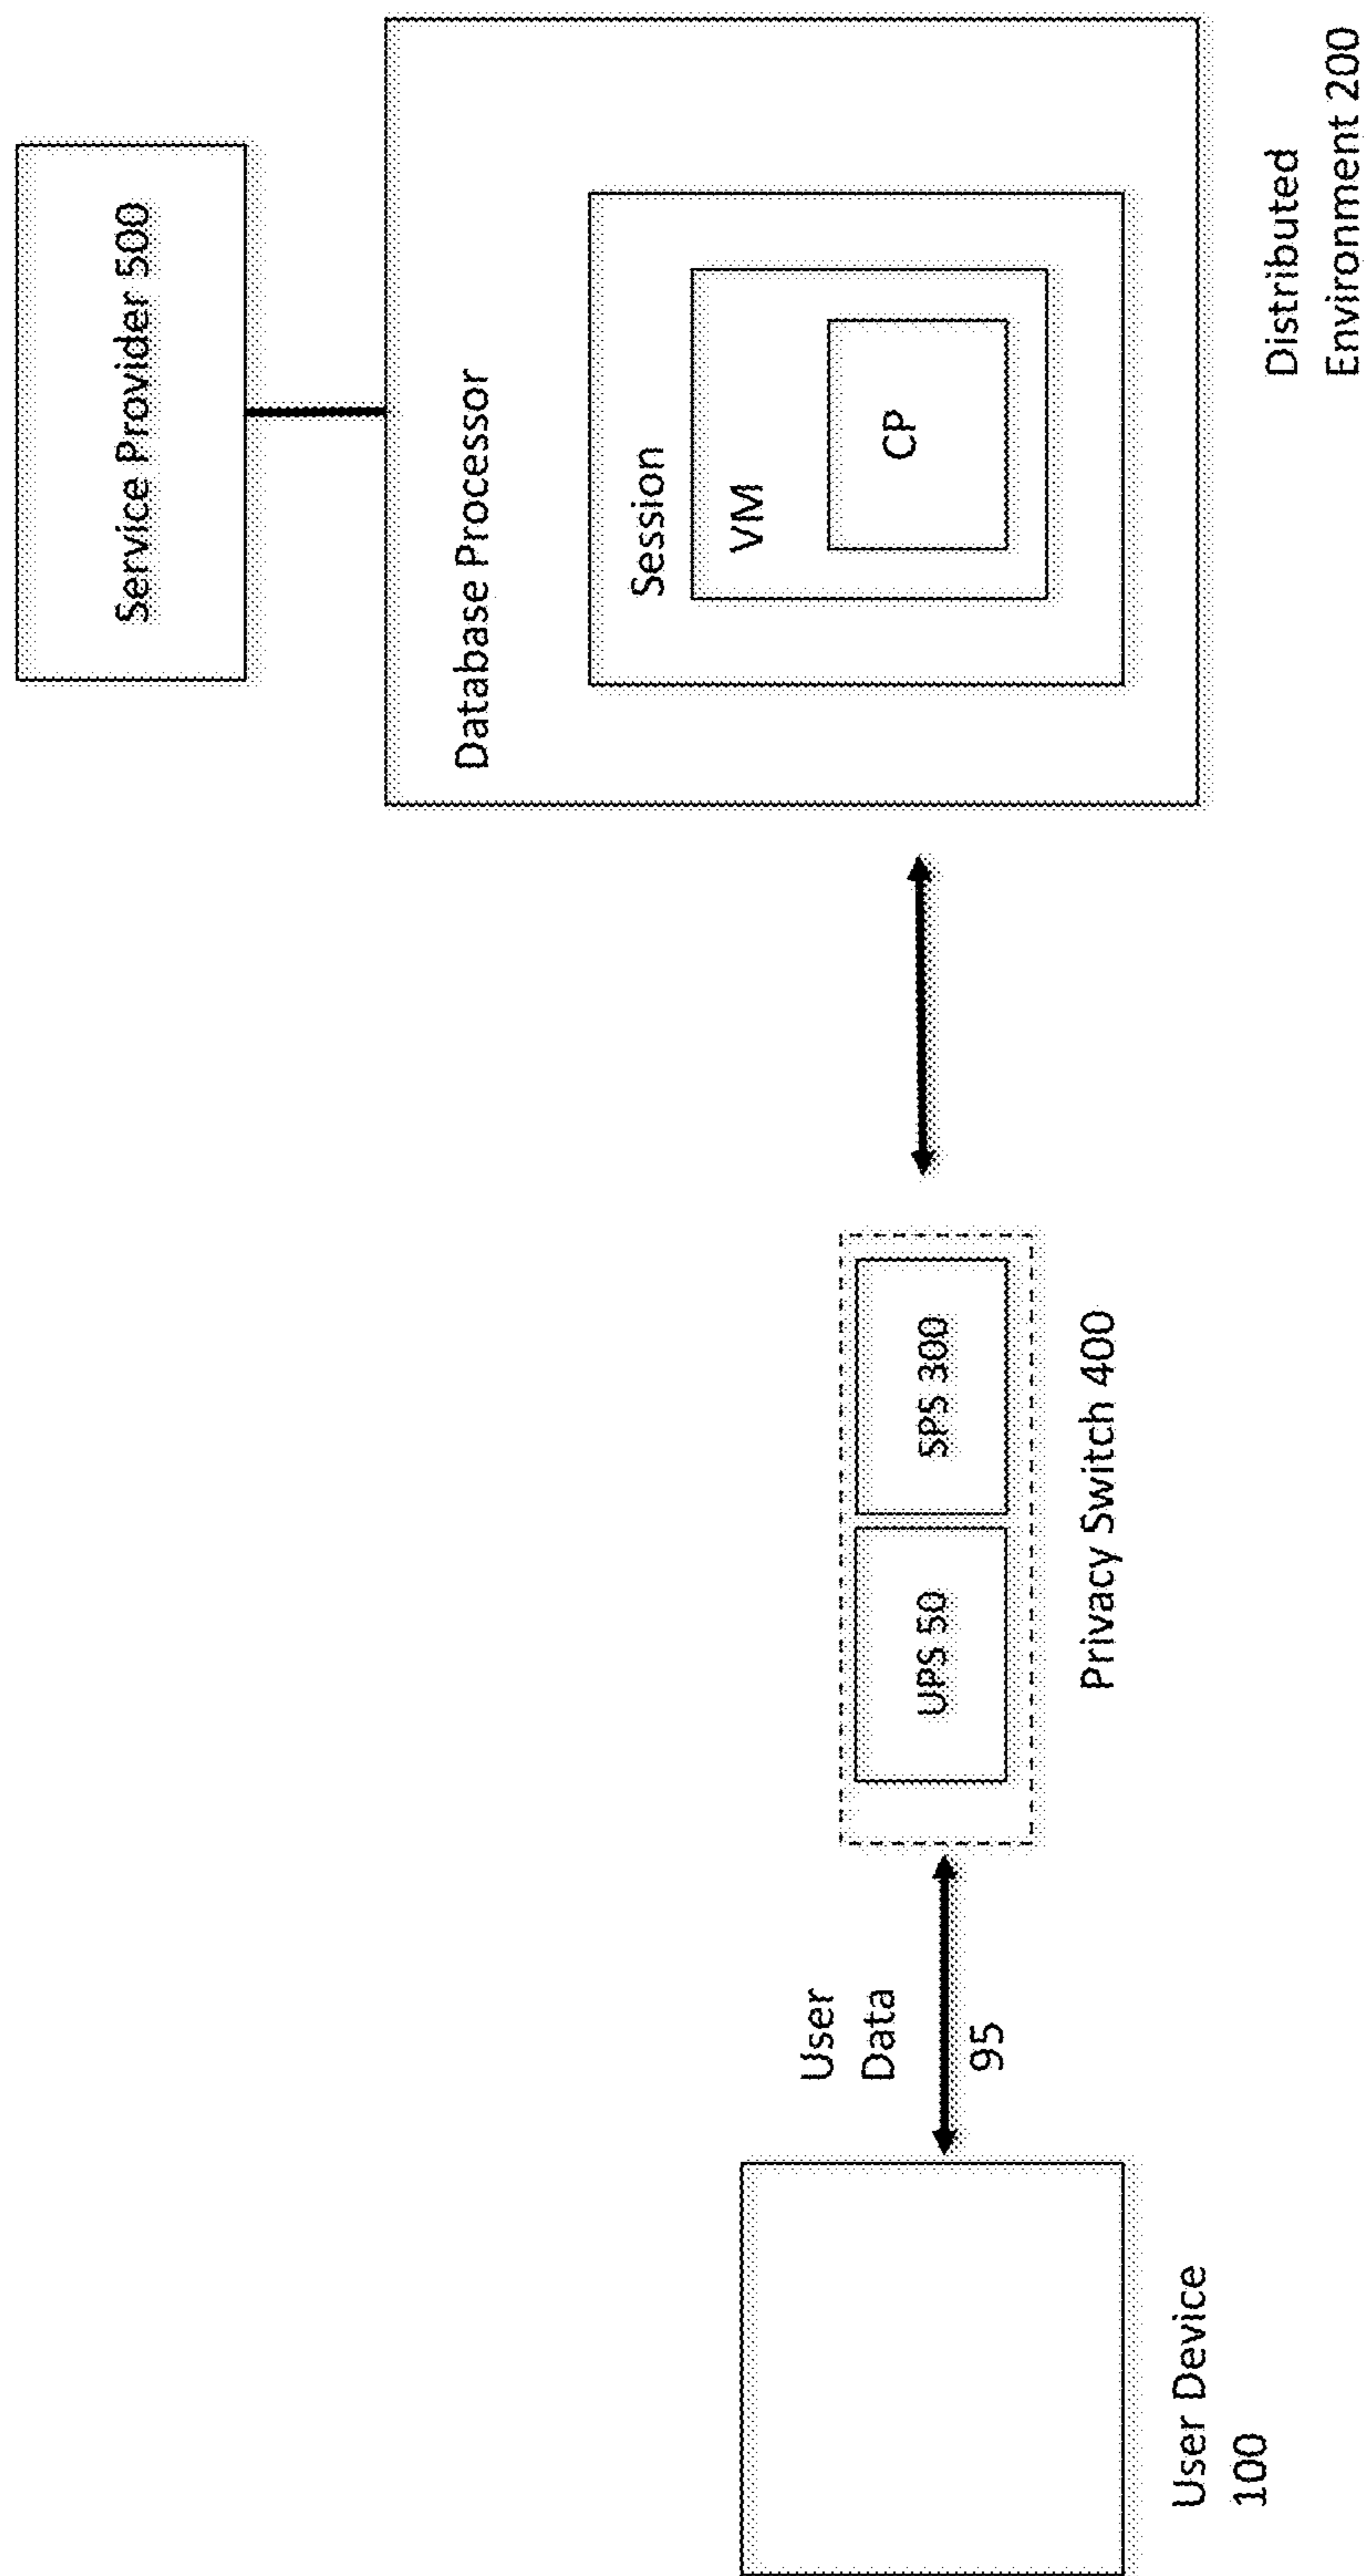 Service Provider 500
Database Processor
Session
VM
CP
Distributed
Environment 200
User
Data
95
UPS 50
SPS 300
Privacy Switch 400
User Device
100